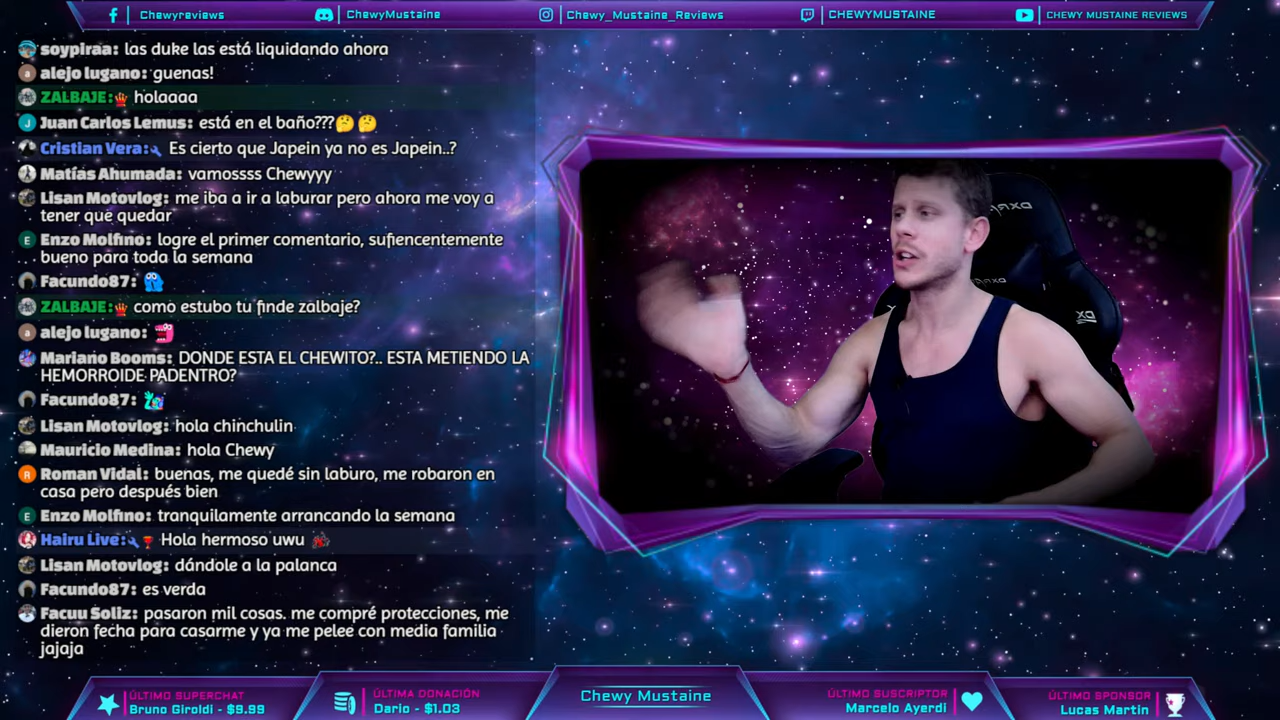 Chewyreviews
ChewyMustaine
Chewy_Mustaine_Reviews
CHEWYMUSTAINE
CHEWY MUSTAINE REVIEWS
soypiraa: las duke las está liquidando ahora
alejo lugano: guenas!
ZALBAJE: holaaaa
Juan Carlos Lemus: está en el baño???🤔🤔
Cristian Vera: Es cierto que Japein ya no es Japein..?
Matías Ahumada: vamossss Chewyyy
Lisan Motovlog: me iba a ir a laburar pero ahora me voy a
tener que quedar
Enzo Molfino: logre el primer comentario, sufiencentemente
bueno para toda la semana
Facundo87:
ZALBAJE: como estubo tu finde zalbaje?
alejo lugano:
Mariano Booms: DONDE ESTA EL CHEWITO?.. ESTA METIENDO LA
HEMORROIDE PADENTRO?
Facundo87:
Lisan Motovlog: hola chinchulin
Mauricio Medina: hola Chewy
Roman Vidal: buenas, me quedé sin laburo, me robaron en
casa pero después bien
Enzo Molfino: tranquilamente arrancando la semana
Hairu Live: Hola hermoso uwu
Lisan Motovlog: dándole a la palanca
Facundo87: es verda
Facuu Soliz: pasaron mil cosas. me compré protecciones, me
dieron fecha para casarme y ya me pelee con media familia
jajaja
ÚLTIMO SUPERCHAT
Bruno Giroldi - $9.99
ÚLTIMA DONACIÓN
Dario - $1.03
Chewy Mustaine
ÚLTIMO SUSCRIPTOR
Marcelo Ayerdi
ÚLTIMO SPONSOR
Lucas Martin